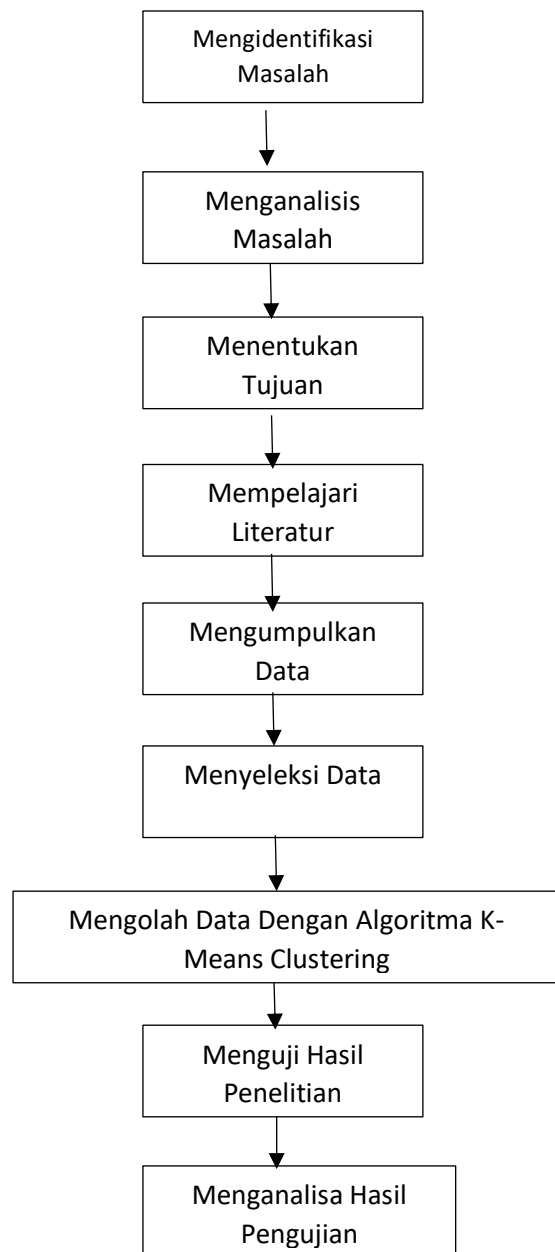 Mengidentifikasi
Masalah
Menganalisis
Masalah
Menentukan
Tujuan
Mempelajari
Literatur
Mengumpulkan
Data
Menyeleksi Data
Mengolah Data Dengan Algoritma K-
Means Clustering
Menguji Hasil
Penelitian
Menganalisa Hasil
Pengujian